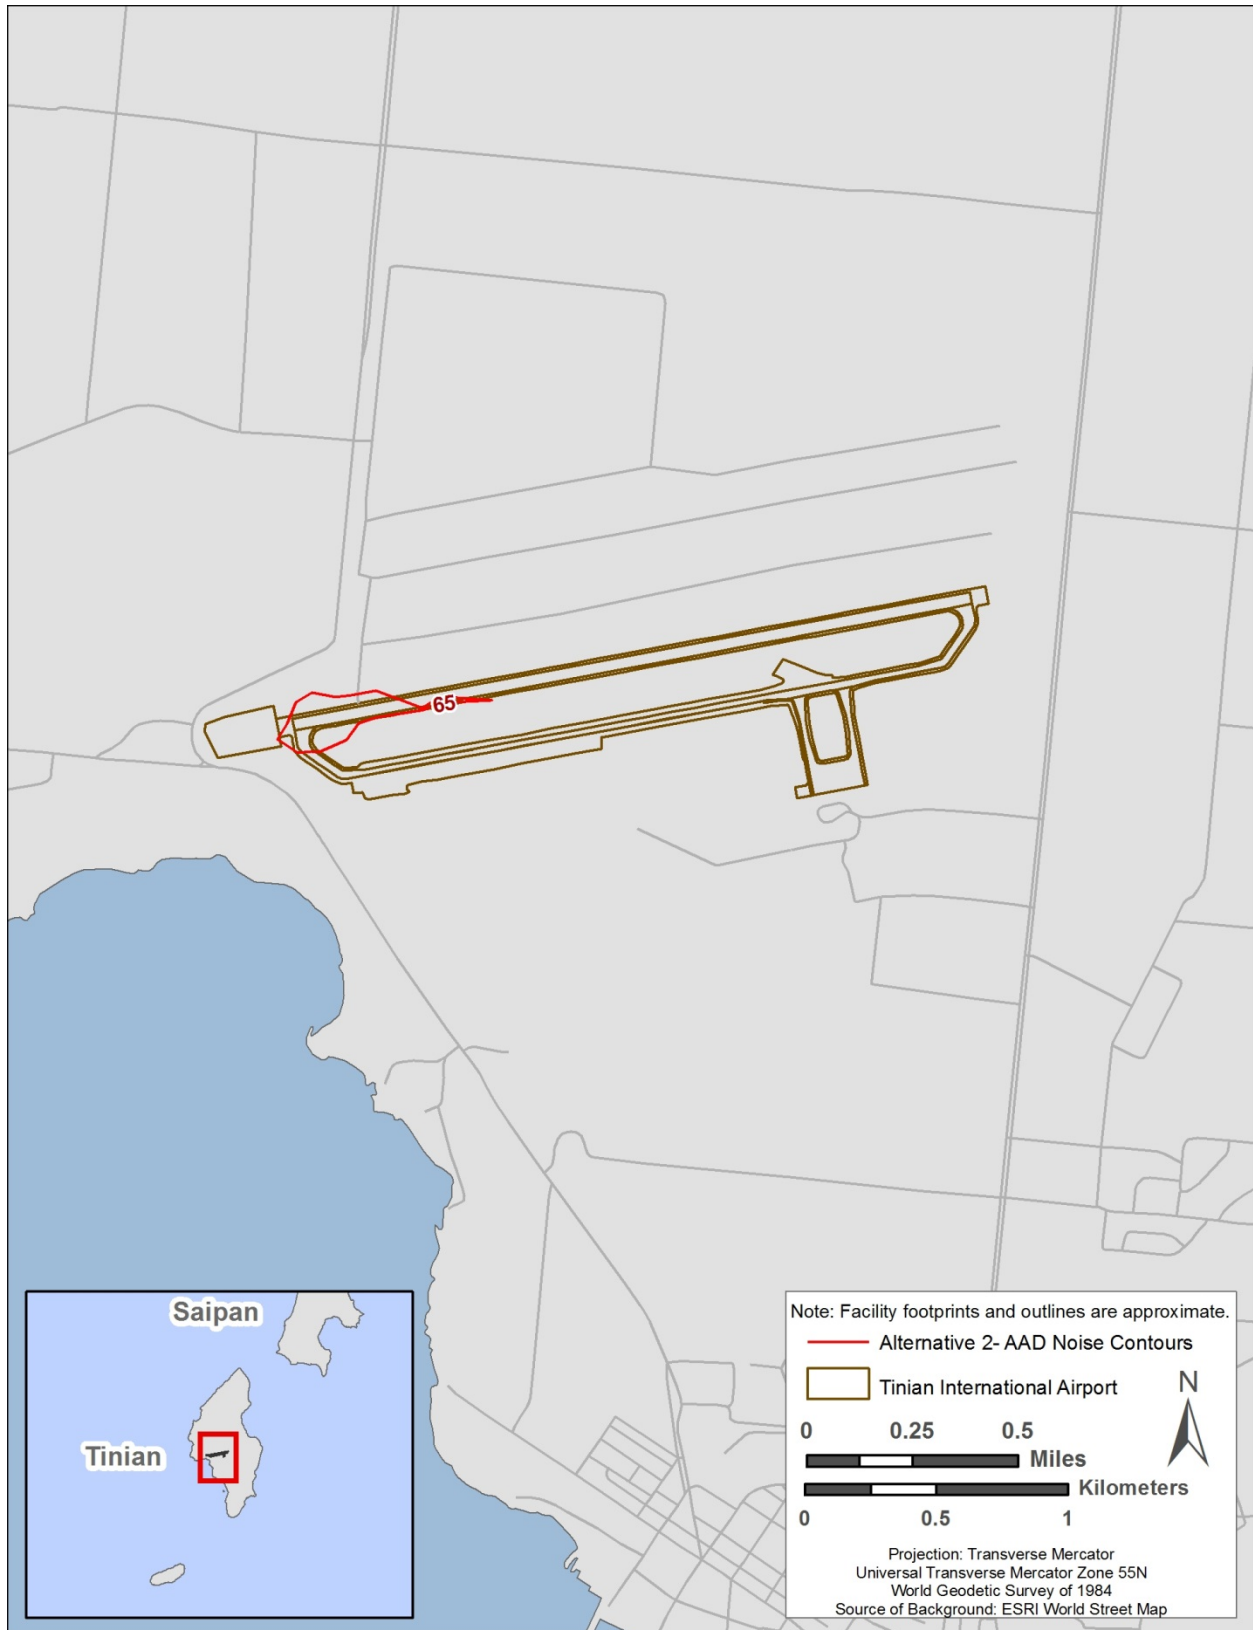 65
Saipan
Tinian
Note: Facility footprints and outlines are approximate.
Alternative 2- AAD Noise Contours
Tinian International Airport
N
0 0.25 0.5
Miles
Kilometers
0 0.5 1
Projection: Transverse Mercator
Universal Transverse Mercator Zone 55N
World Geodetic Survey of 1984
Source of Background: ESRI World Street Map